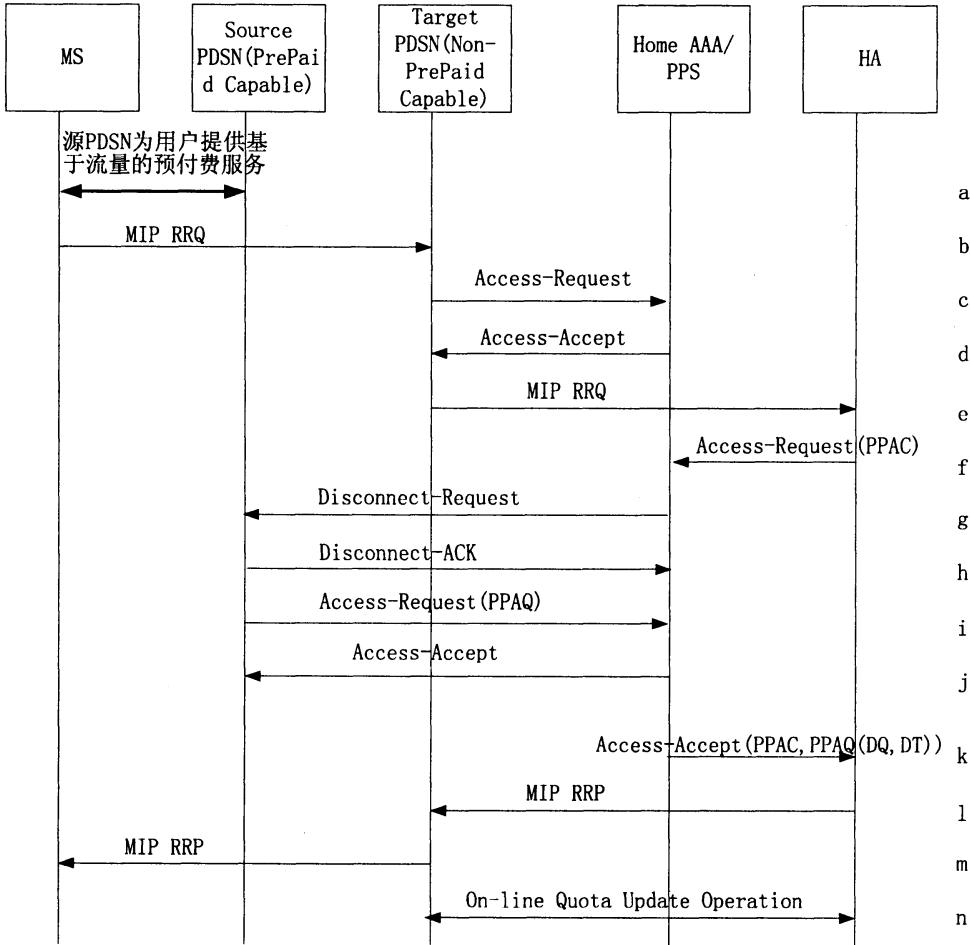 MS
Source
PDSN(PrePai
d Capable)
Target
PDSN(Non-
PrePaid
Capable)
Home AAA/
PPS
HA
源PDSN为用户提供基
于流量的预付费服务
a
MIP RRQ
b
Access-Request
c
Access-Accept
d
MIP RRQ
e
Access-Request(PPAC)
f
Disconnect-Request
g
Disconnect-ACK
h
Access-Request(PPAQ)
i
Access-Accept
j
Access-Accept(PPAC,PPAQ(DQ,DT))
k
MIP RRP
l
MIP RRP
m
On-line Quota Update Operation
n